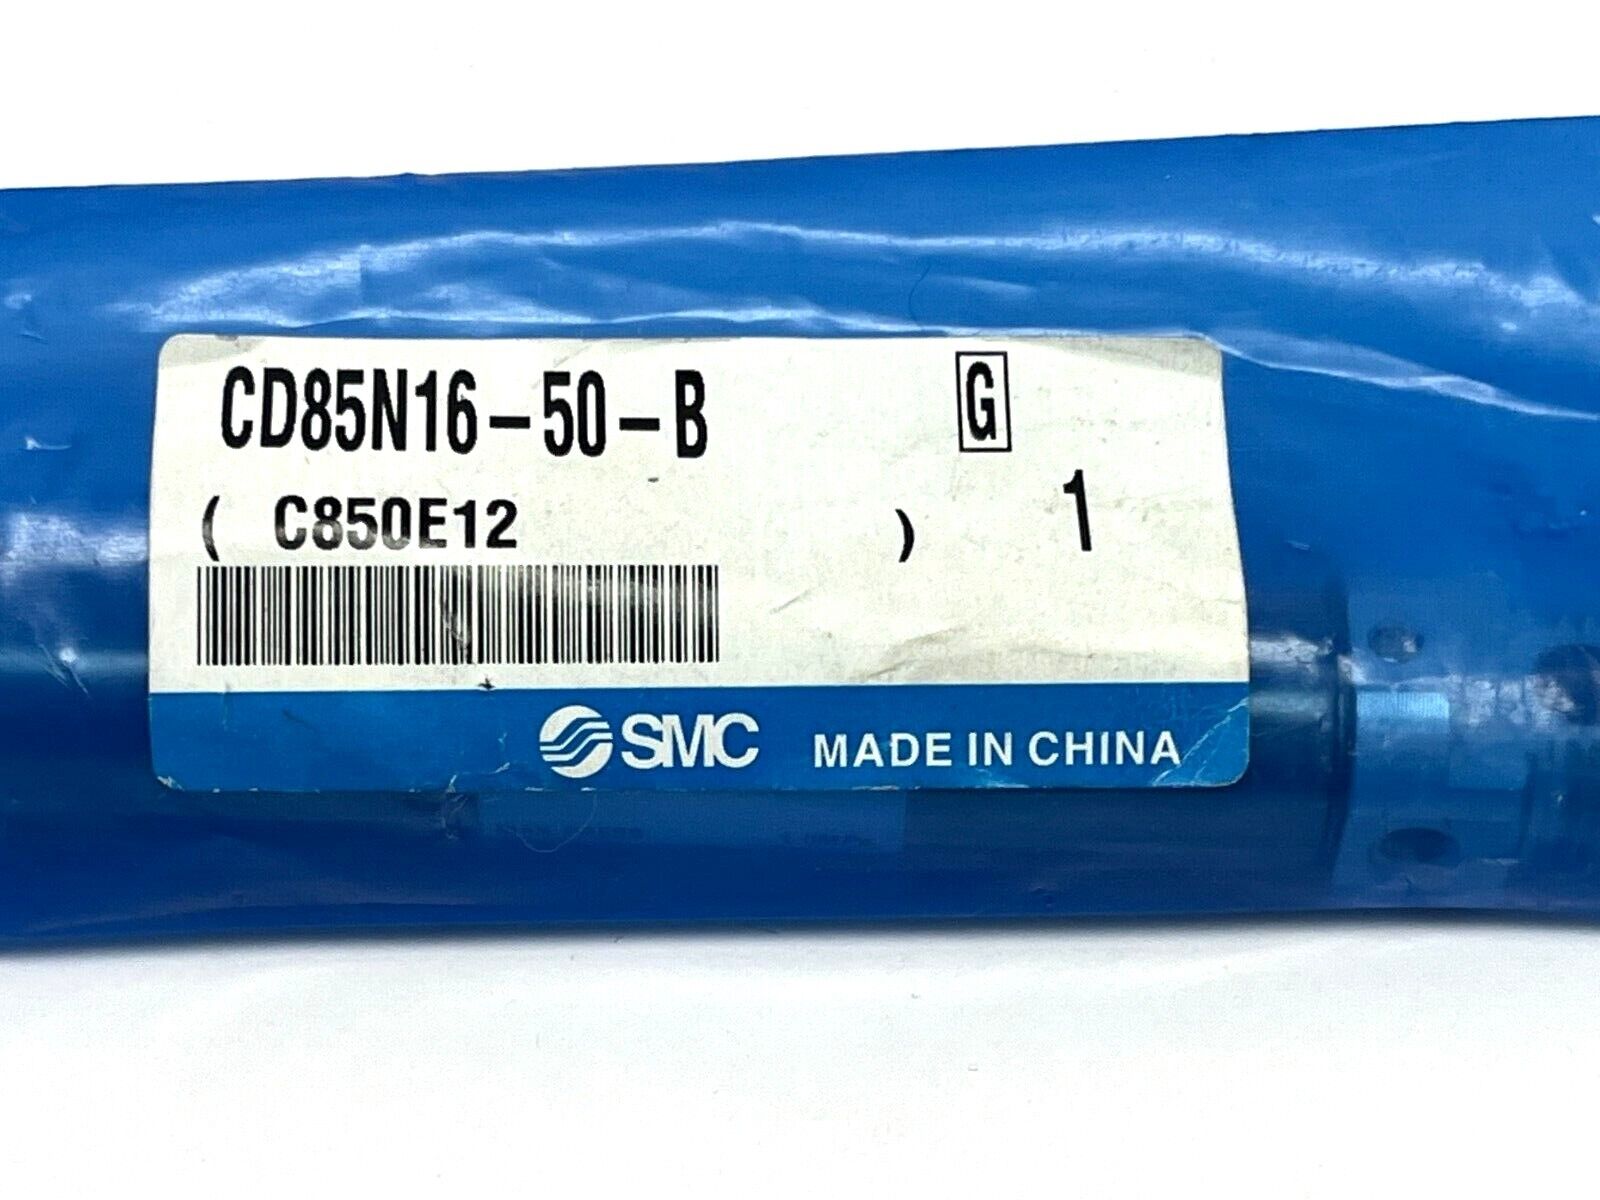 CD85N16-50-B G
( C850E12 ) 1
SMC MADE IN CHINA